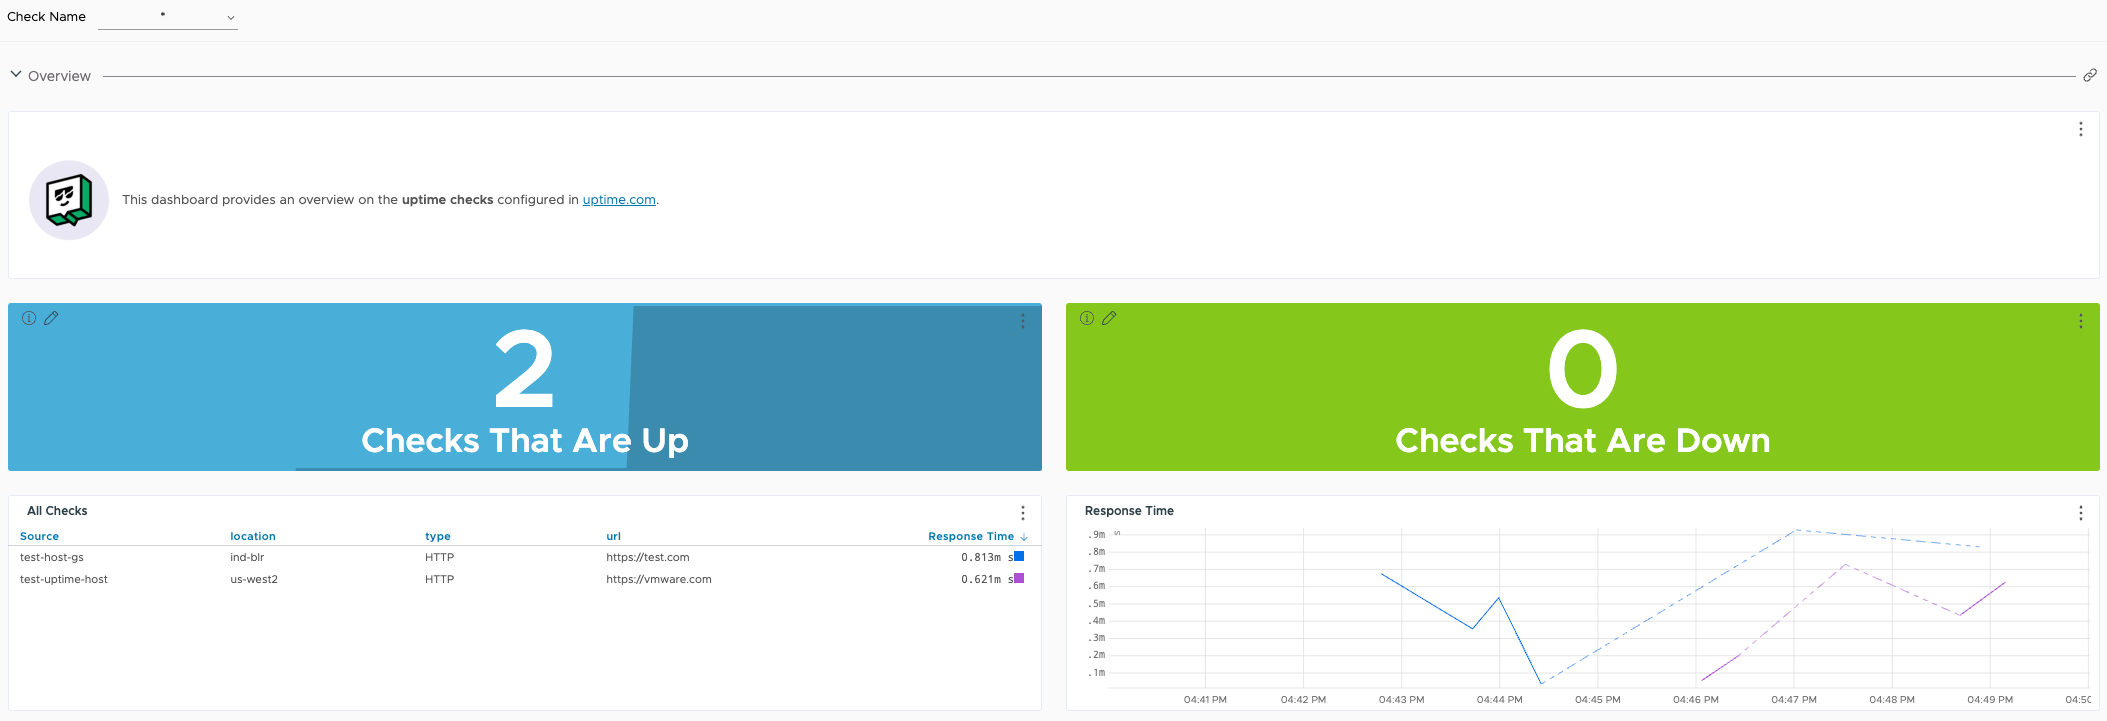 Check Name * 
Overview
This dashboard provides an overview on the uptime checks configured in uptime.com.
2
Checks That Are Up
0
Checks That Are Down
All Checks
Source location type url Response Time ↓
test-host-gs ind-blr HTTP https://test.com 0.813m s
test-uptime-host us-west2 HTTP https://vmware.com 0.621m s
Response Time
.9m s
.8m
.7m
.6m
.5m
.4m
.3m
.2m
.1m
04:41 PM 04:42 PM 04:43 PM 04:44 PM 04:45 PM 04:46 PM 04:47 PM 04:48 PM 04:49 PM 04:50